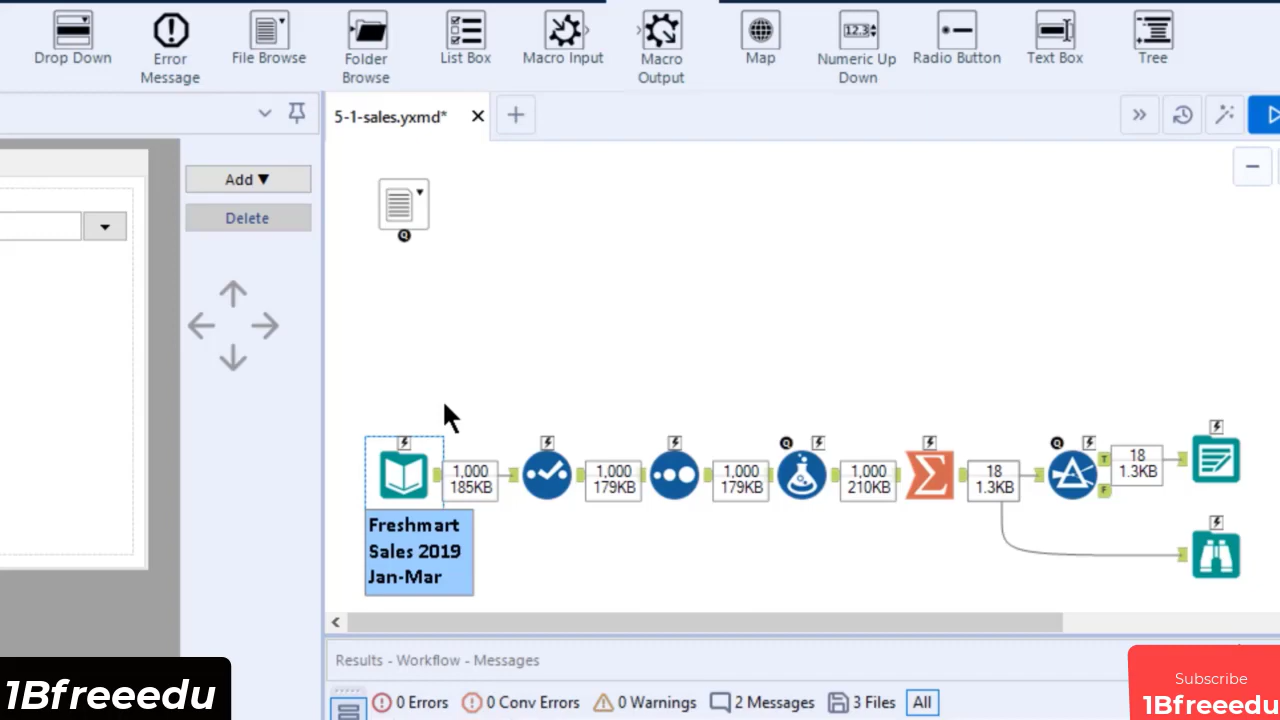 Drop Down
Error
Message
File Browse
Folder
Browse
List Box
Macro Input
Macro
Output
Map
12.3
Numeric Up
Down
Radio Button
Text Box
Tree
5-1-sales.yxmd*
Add
Delete
Q
1,000
185KB
1,000
179KB
1,000
179KB
Q
1,000
210KB
18
1.3KB
Q
T
F
18
1.3KB
Freshmart
Sales 2019
Jan-Mar
Results - Workflow - Messages
0 Errors
0 Conv Errors
0 Warnings
2 Messages
3 Files
All
1Bfreeedu
Subscribe
1Bfreeedu